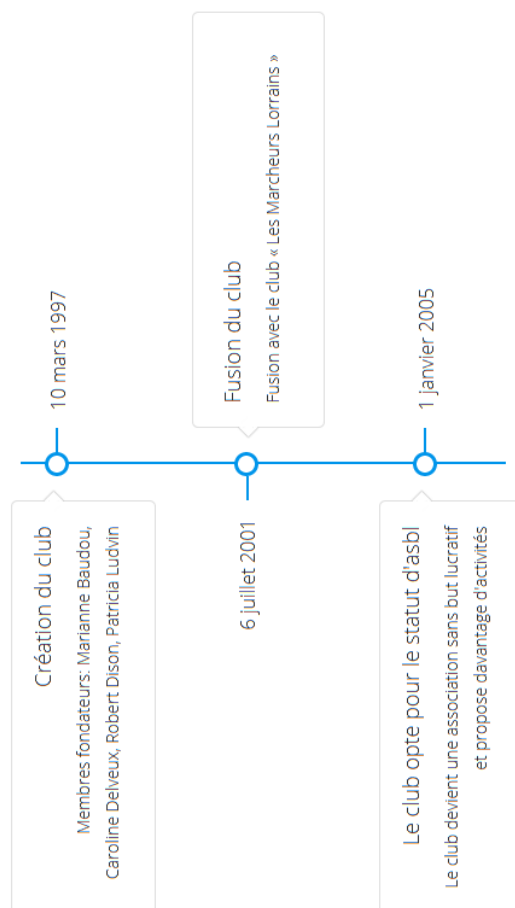 10 mars 1997
Création du club
Membres fondateurs: Marianne Baudou,
Caroline Delveux, Robert Dison, Patricia Ludvin
6 juillet 2001
Fusion du club
Fusion avec le club « Les Marcheurs Lorrains »
1 janvier 2005
Le club opte pour le statut d'asbl
Le club devient une association sans but lucratif
et propose davantage d'activités